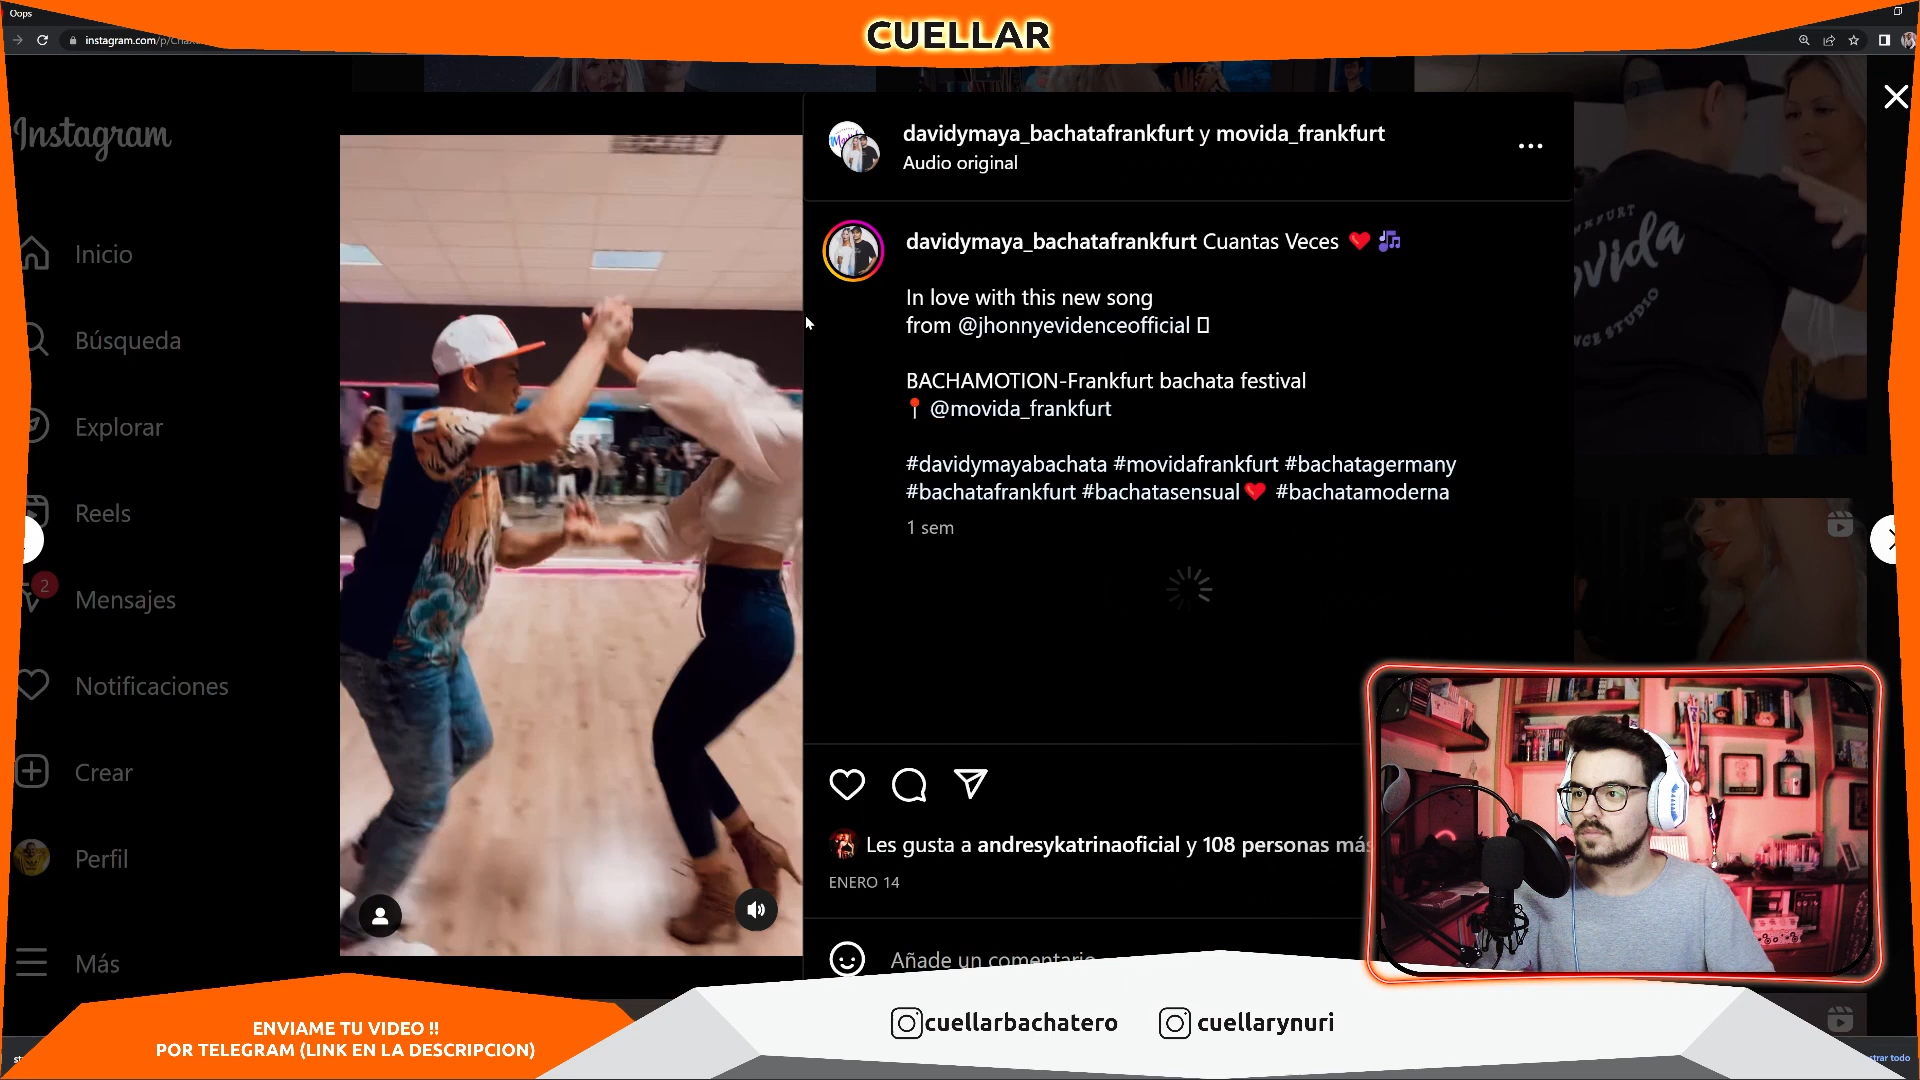 Oops
CUELLAR
instagram.com/p/
Instagram
davidymaya_bachatafrankfurt y movida_frankfurt
Audio original
davidymaya_bachatafrankfurt Cuantas Veces ❤️ 🎶
In love with this new song
from @jhonnyevidenceofficial
BACHAMOTION-Frankfurt bachata festival
📍 @movida_frankfurt
#davidymayabachata #movidafrankfurt #bachatagermany
#bachatafrankfurt #bachatasensual❤️ #bachatamoderna
1 sem
Inicio
Búsqueda
Explorar
Reels
2
Mensajes
Notificaciones
Crear
Perfil
Más
Les gusta a andresykatrinaoficial y 108 personas más
ENERO 14
Añade un comentario
ENVIAME TU VIDEO !!
POR TELEGRAM (LINK EN LA DESCRIPCION)
cuellarbachatero
cuellarynuri